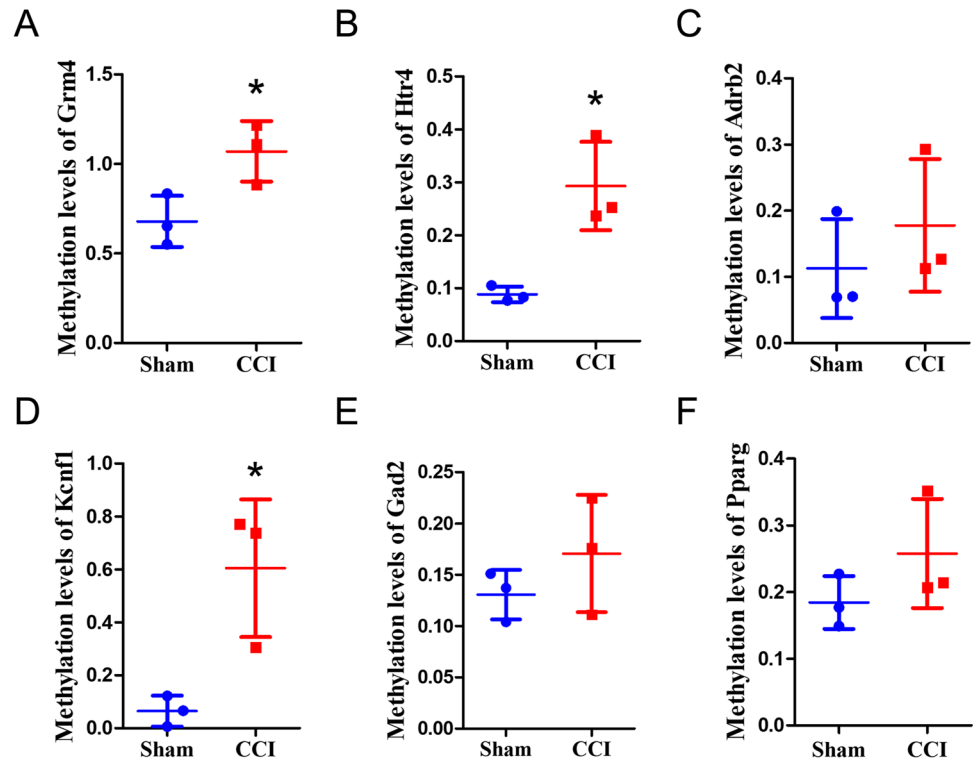 A
Methylation levels of Grm4
1.5
1.0
0.5
0.0
*
Sham
CCI
B
Methylation levels of Htr4
0.5
0.4
0.3
0.2
0.1
0.0
*
Sham
CCI
C
Methylation levels of Adrb2
0.4
0.3
0.2
0.1
0.0
Sham
CCI
D
Methylation levels of Kcnf1
1.0
0.8
0.6
0.4
0.2
0.0
*
Sham
CCI
E
Methylation levels of Gad2
0.25
0.20
0.15
0.10
0.05
0.00
Sham
CCI
F
Methylation levels of Pparg
0.4
0.3
0.2
0.1
0.0
Sham
CCI